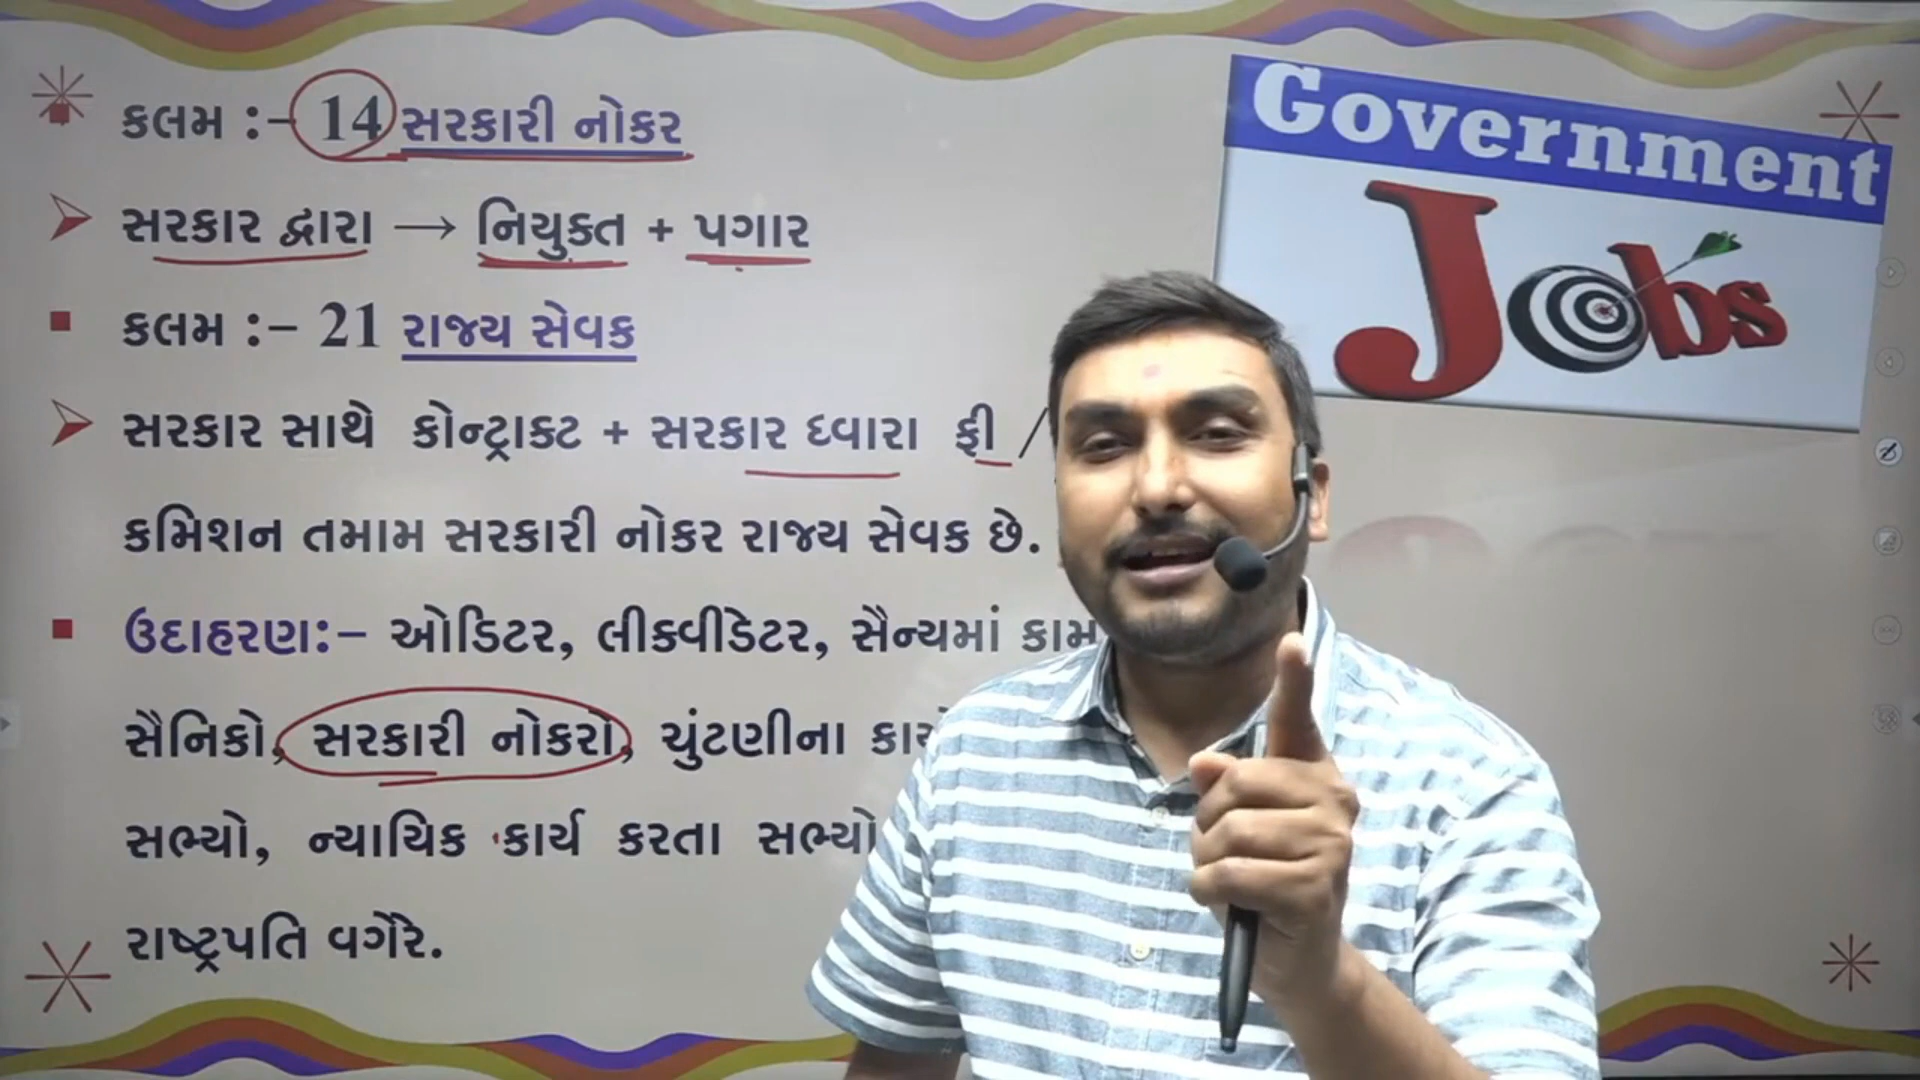 કલમ :– 14 સરકારી નોકર
સરકાર દ્વારા → નિયુક્ત + પગાર
કલમ :– 21 રાજ્ય સેવક
સરકાર સાથે કોન્ટ્રાક્ટ + સરકાર ધ્વારા ફી /
કમિશન તમામ સરકારી નોકર રાજ્ય સેવક છે.
ઉદાહરણ:– ઓડિટર, લીકવીડેટર, સૈન્યમાં કામ
સૈનિકો, સરકારી નોકરો, ચુંટણીના
સભ્યો, ન્યાયિક કાર્ય કરતા સભ્યો
રાષ્ટ્રપતિ વગેરે.
Government
Jobs